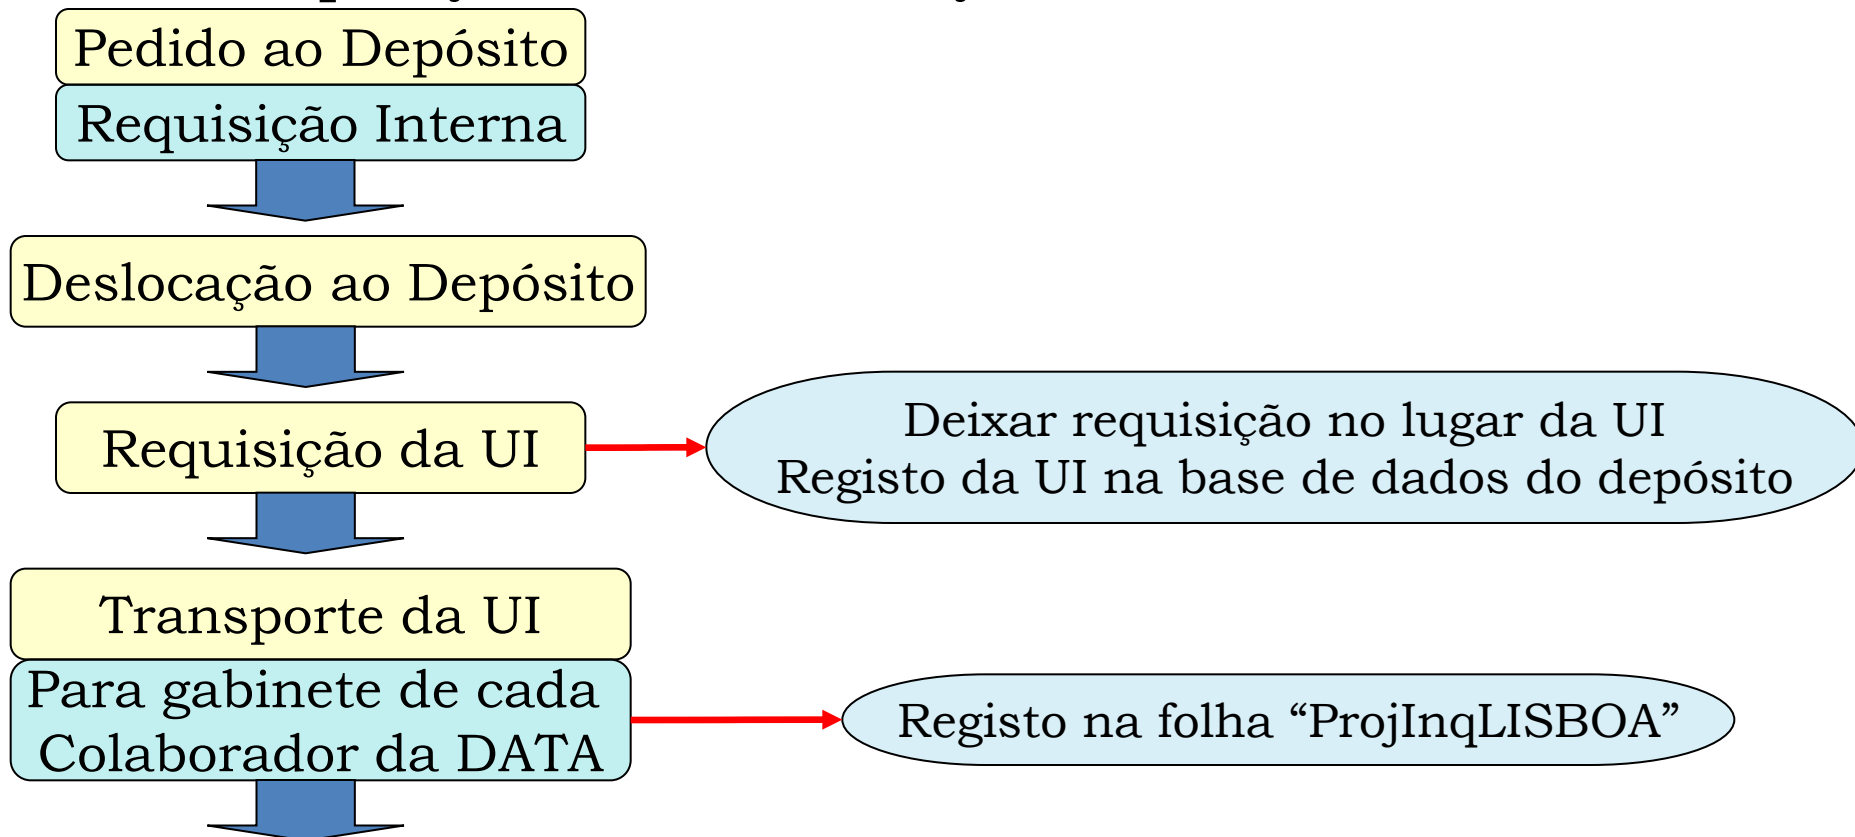 Pedido ao Depósito
Requisição Interna
Deslocação ao Depósito
Requisição da UI
Deixar requisição no lugar da UI
Registo da UI na base de dados do depósito
Transporte da UI
Para gabinete de cada
Colaborador da DATA
Registo na folha “ProjInqLISBOA”